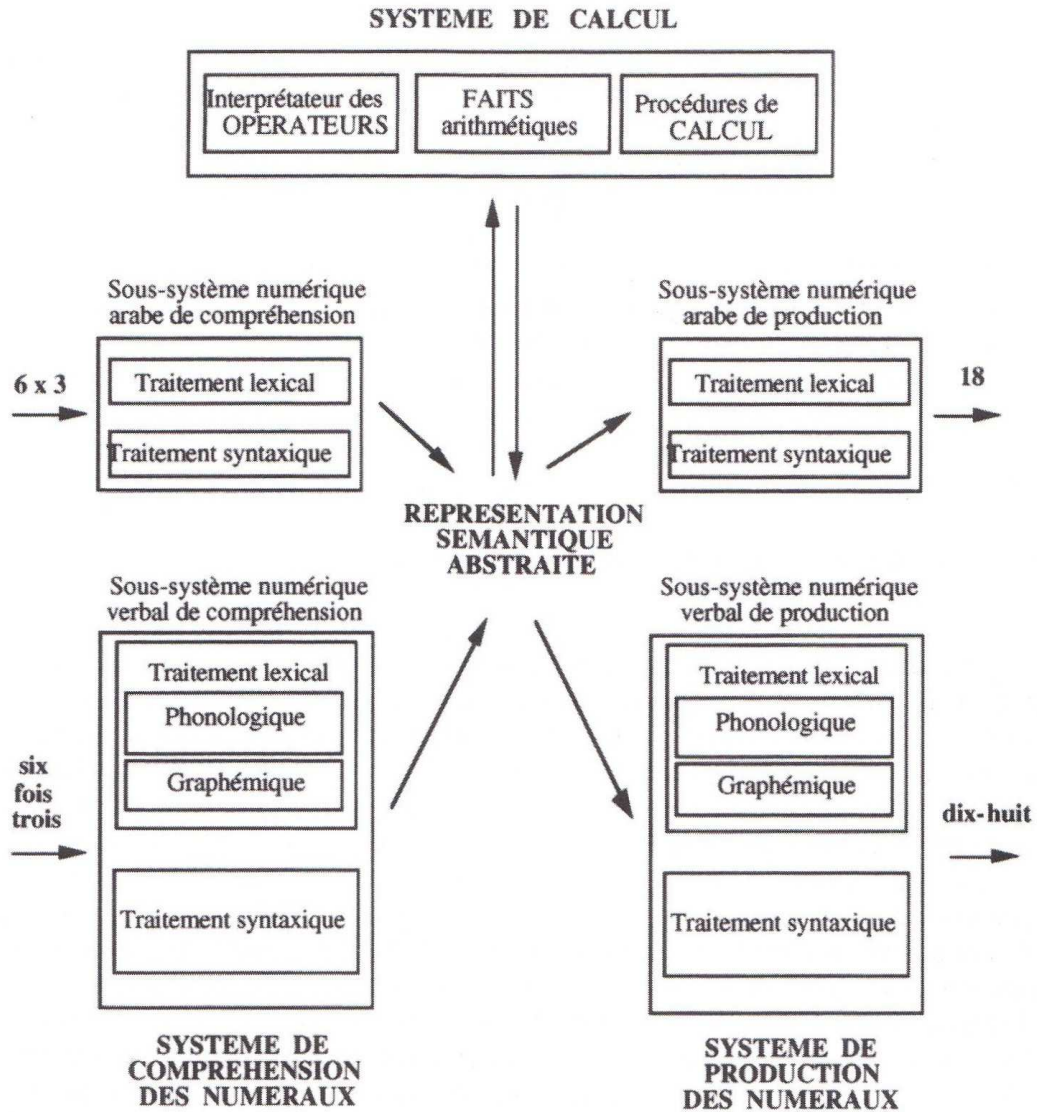 SYSTEME DE CALCUL
Interprétateur des
OPERATEURS
FAITS
arithmétiques
Procédures de
CALCUL
Sous-système numérique
arabe de compréhension
6 x 3
Traitement lexical
Traitement syntaxique
Sous-système numérique
arabe de production
Traitement lexical
Traitement syntaxique
18
REPRESENTATION
SEMANTIQUE
ABSTRAITE
Sous-système numérique
verbal de compréhension
six
fois
trois
Traitement lexical
Phonologique
Graphémique
Traitement syntaxique
Sous-système numérique
verbal de production
Traitement lexical
Phonologique
Graphémique
Traitement syntaxique
dix-huit
SYSTEME DE
COMPREHENSION
DES NUMERAUX
SYSTEME DE
PRODUCTION
DES NUMERAUX